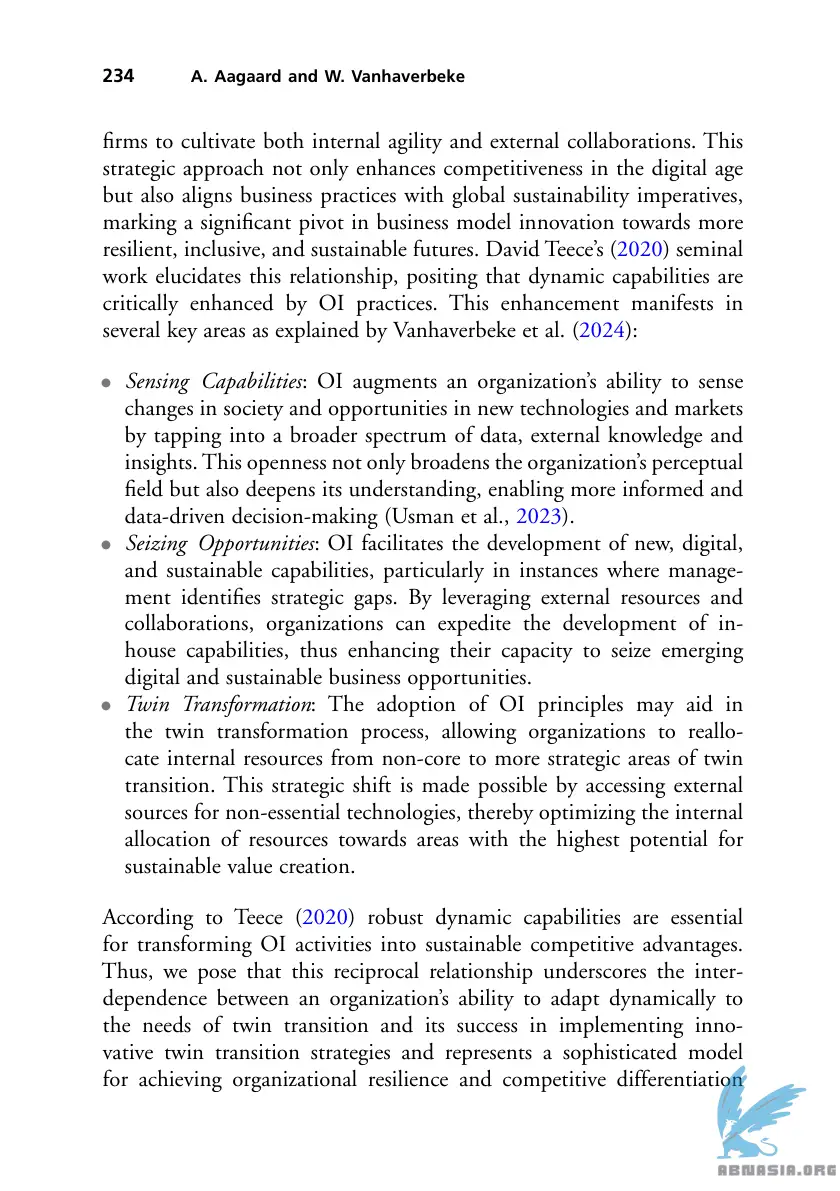 234 A. Aagaard and W. Vanhaverbeke
firms to cultivate both internal agility and external collaborations. This
strategic approach not only enhances competitiveness in the digital age
but also aligns business practices with global sustainability imperatives,
marking a significant pivot in business model innovation towards more
resilient, inclusive, and sustainable futures. David Teece’s (2020) seminal
work elucidates this relationship, positing that dynamic capabilities are
critically enhanced by OI practices. This enhancement manifests in
several key areas as explained by Vanhaverbeke et al. (2024):
● Sensing Capabilities: OI augments an organization’s ability to sense
changes in society and opportunities in new technologies and markets
by tapping into a broader spectrum of data, external knowledge and
insights. This openness not only broadens the organization’s perceptual
field but also deepens its understanding, enabling more informed and
data-driven decision-making (Usman et al., 2023).
● Seizing Opportunities: OI facilitates the development of new, digital,
and sustainable capabilities, particularly in instances where manage-
ment identifies strategic gaps. By leveraging external resources and
collaborations, organizations can expedite the development of in-
house capabilities, thus enhancing their capacity to seize emerging
digital and sustainable business opportunities.
● Twin Transformation: The adoption of OI principles may aid in
the twin transformation process, allowing organizations to reallo-
cate internal resources from non-core to more strategic areas of twin
transition. This strategic shift is made possible by accessing external
sources for non-essential technologies, thereby optimizing the internal
allocation of resources towards areas with the highest potential for
sustainable value creation.
According to Teece (2020) robust dynamic capabilities are essential
for transforming OI activities into sustainable competitive advantages.
Thus, we pose that this reciprocal relationship underscores the inter-
dependence between an organization’s ability to adapt dynamically to
the needs of twin transition and its success in implementing inno-
vative twin transition strategies and represents a sophisticated model
for achieving organizational resilience and competitive differentiation
ABNASIA.ORG